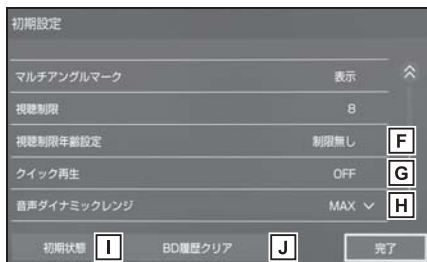 初期設定
マルチアングルマーク 表示
視聴制限 8
視聴制限年齢設定 制限無し F
クイック再生 OFF G
音声ダイナミックレンジ MAX H
初期状態 I BD履歴クリア J 完了